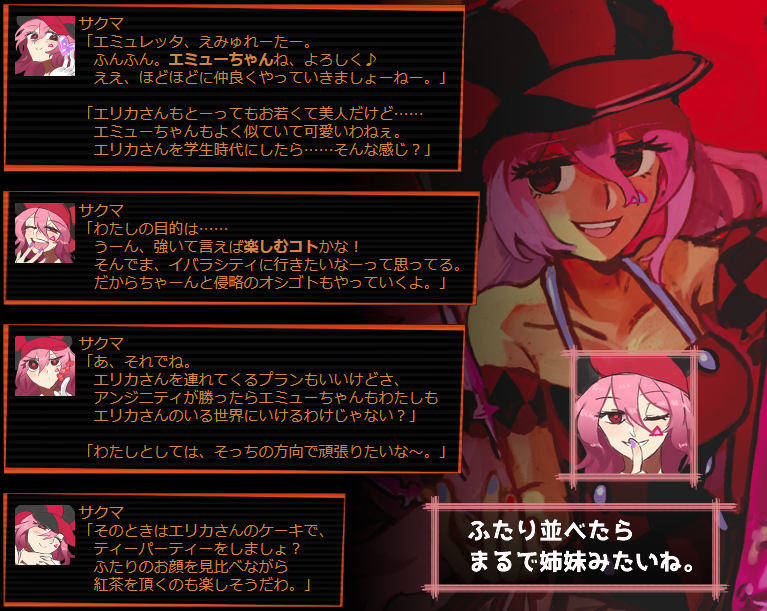 サクマ
「エミュレッタ、えみゅれーたー。
ふんふん。エミューちゃんね、よろしく♪
ええ、ほどほどに仲良くやっていきましょーねー。」
「エリカさんもとーってもお若くて美人だけど……
エミューちゃんもよく似ていて可愛いわねぇ。
エリカさんを学生時代にしたら……そんな感じ？」
サクマ
「わたしの目的は……
うーん、強いて言えば楽しむコトかな！
そんでま、イバラシティに行きたいなーって思ってる。
だからちゃーんと侵略のオシゴトもやっていくよ。」
サクマ
「あ、それでね。
エリカさんを連れてくるプランもいいけどさ、
アンジニティが勝ったらエミューちゃんもわたしも
エリカさんのいる世界にいけるわけじゃない？」
「わたしとしては、そっちの方向で頑張りたいな～。」
サクマ
「そのときはエリカさんのケーキで、
ティーパーティーをしましょ？
ふたりのお顔を見比べながら
紅茶を頂くのも楽しそうだわ。」
ふたり並べたら
まるで姉妹みたいね。